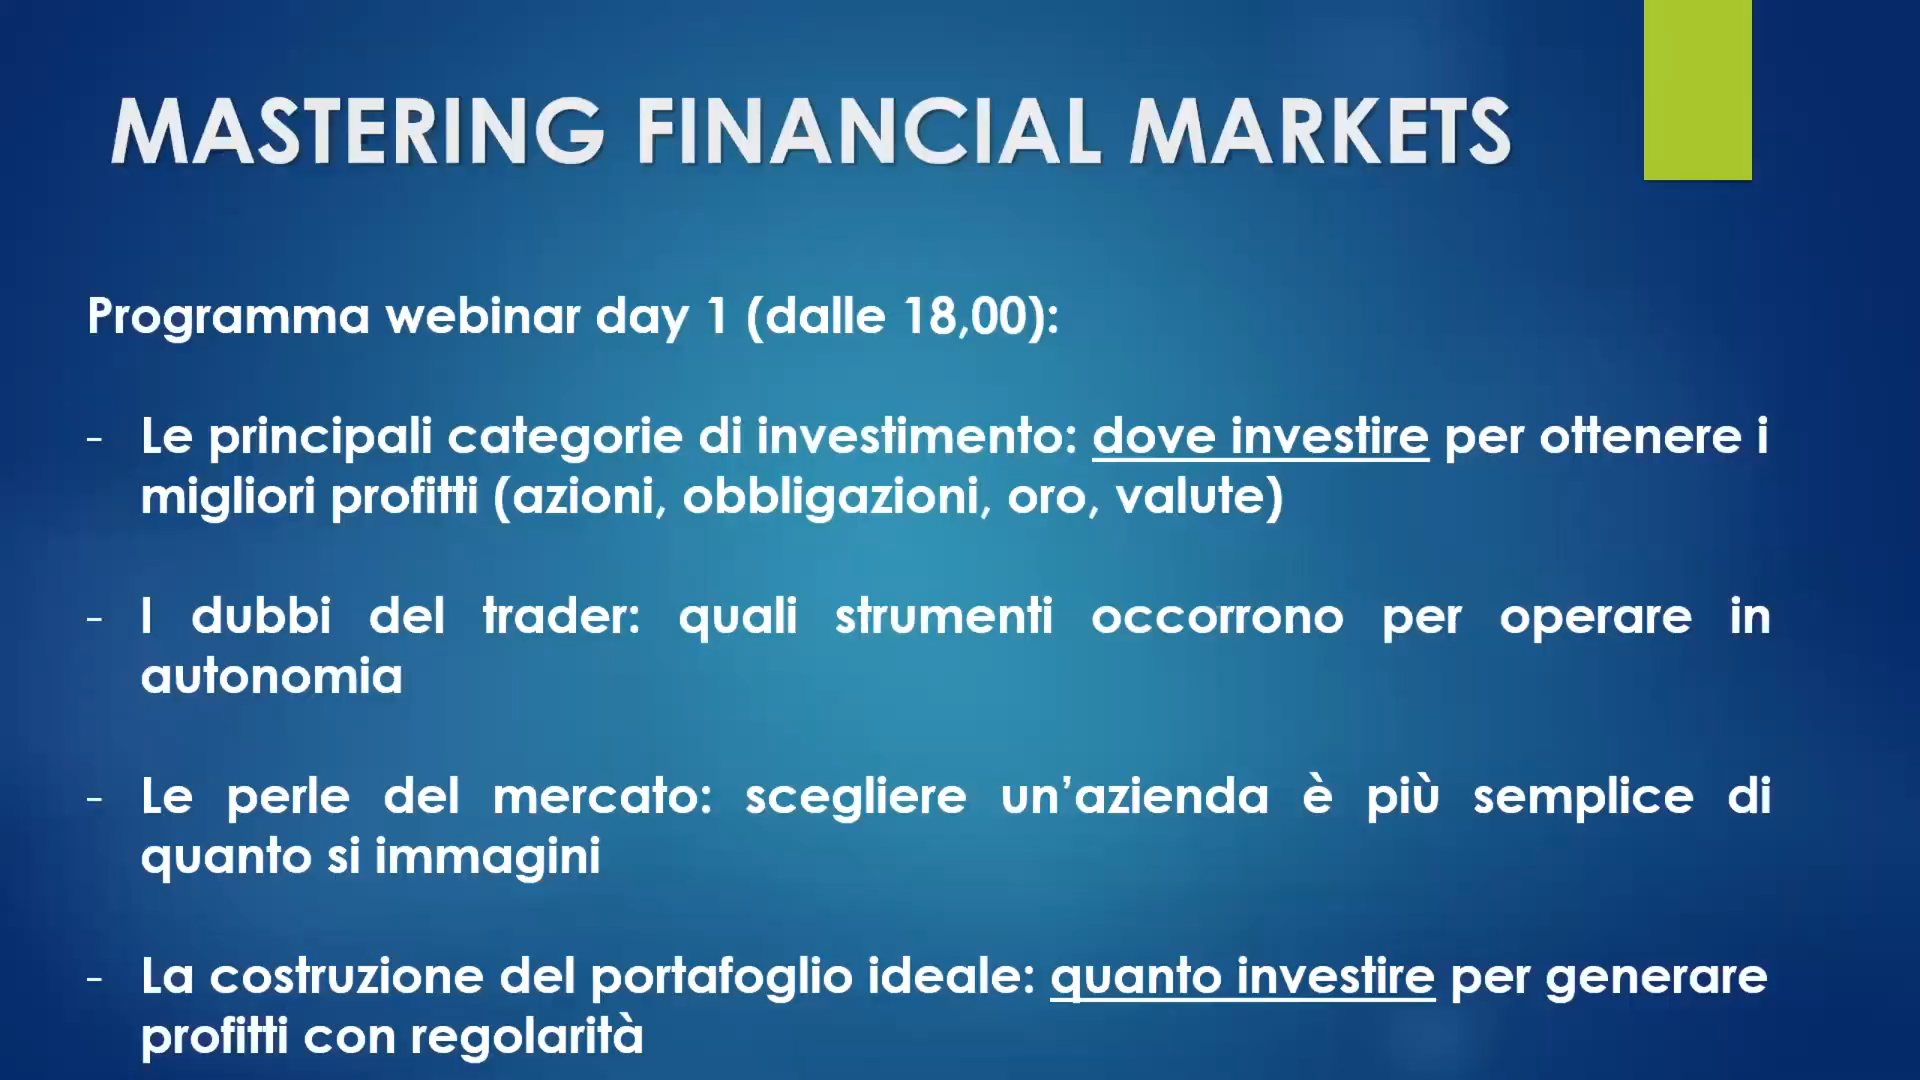 MASTERING FINANCIAL MARKETS
Programma webinar day 1 (dalle 18,00):
- Le principali categorie di investimento: dove investire per ottenere i
migliori profitti (azioni, obbligazioni, oro, valute)
- I dubbi del trader: quali strumenti occorrono per operare in
autonomia
- Le perle del mercato: scegliere un’azienda è più semplice di
quanto si immagini
- La costruzione del portafoglio ideale: quanto investire per generare
profitti con regolarità